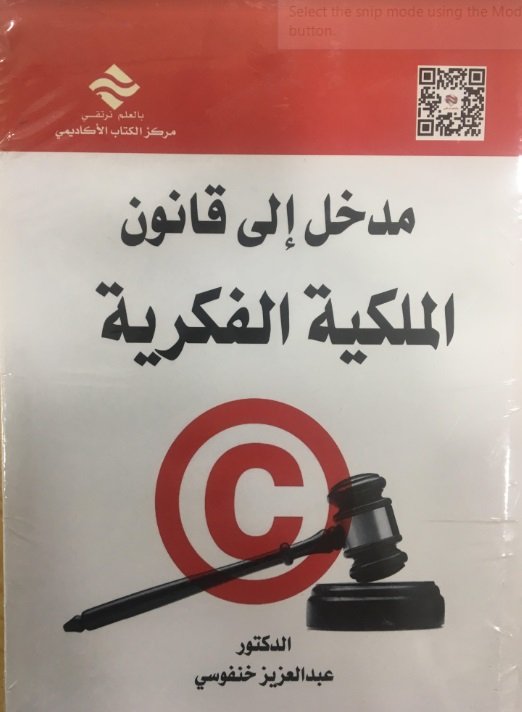 Select the snip mode using the Mod
button.
بالعلم نرتقي
مركز الكتاب الأكاديمي
مدخل إلى قانون
الملكية الفكرية
C
الدكتور
عبدالعزيز خنفوسي